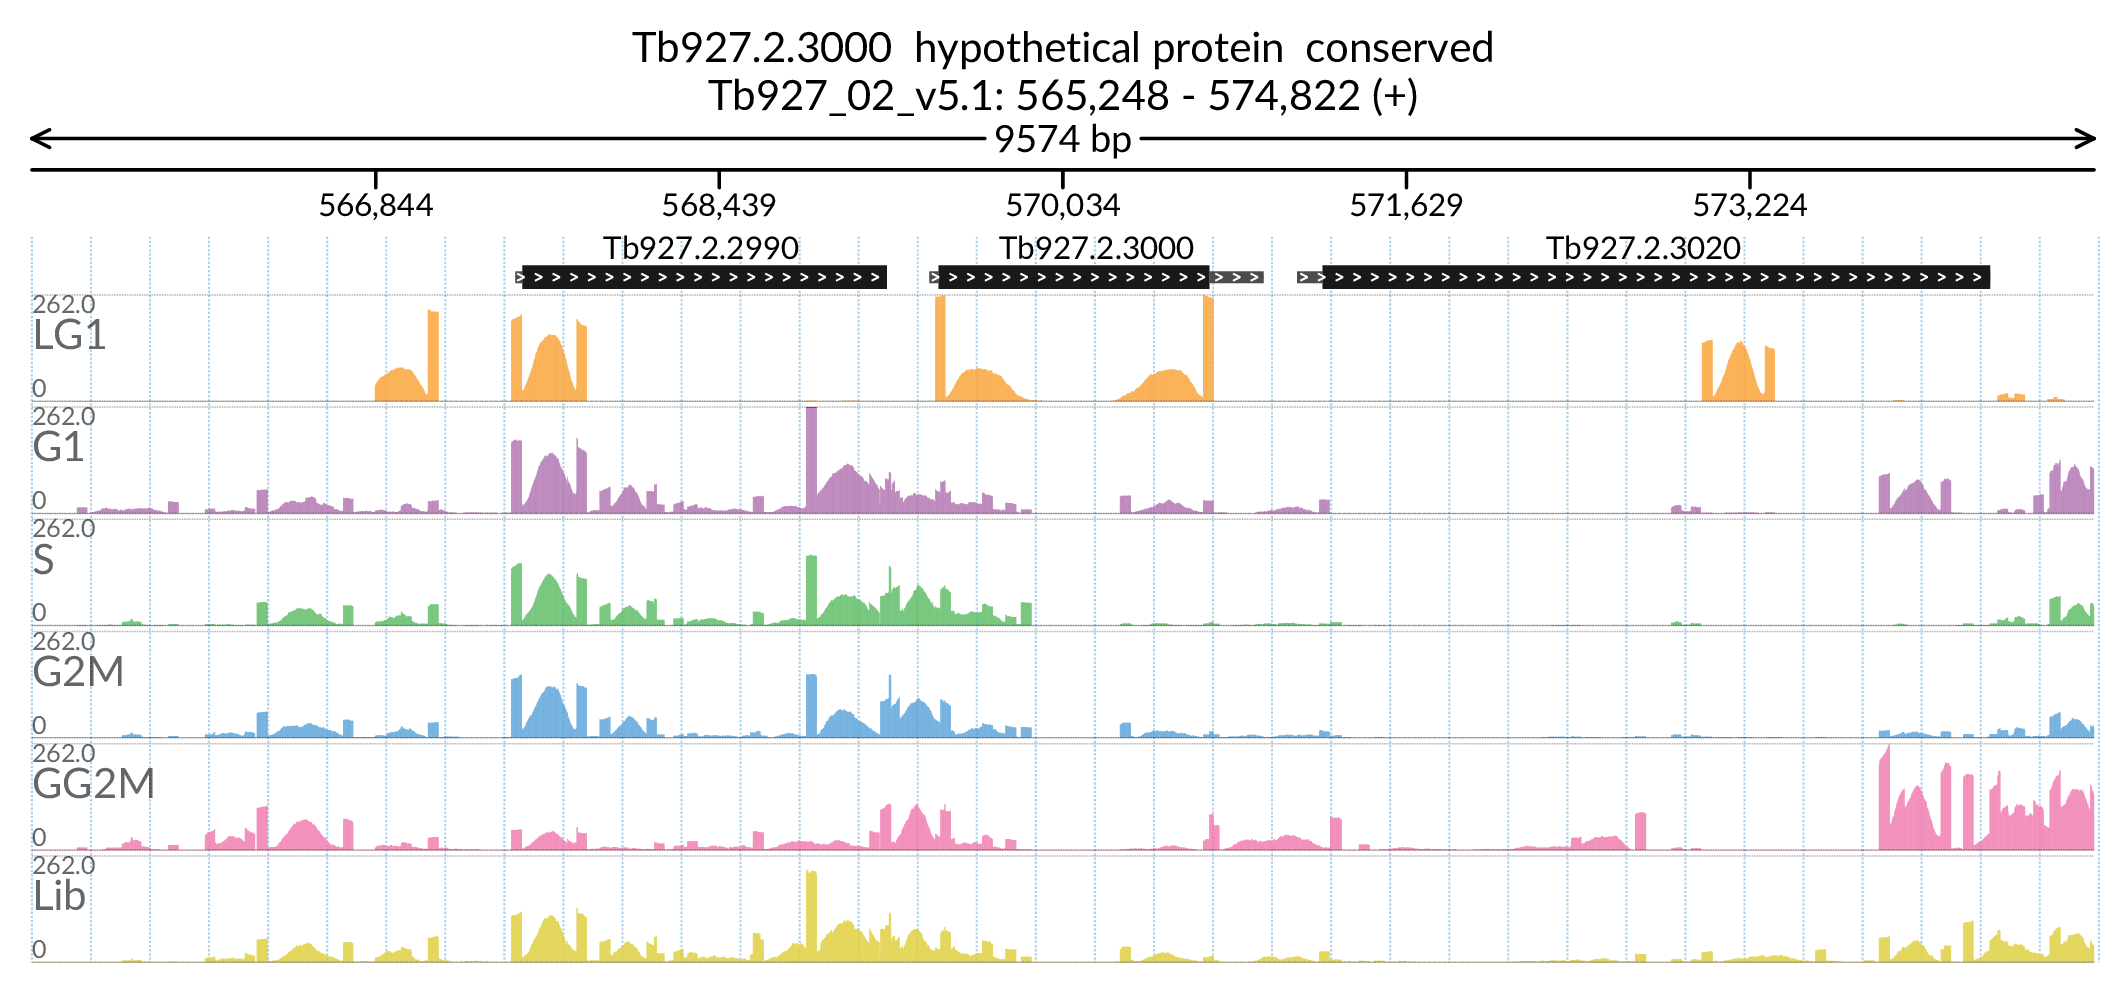 Tb927.2.3000  hypothetical protein  conserved
Tb927_02_v5.1: 565,248 - 574,822 (+)
9574 bp
566,844 568,439 570,034 571,629 573,224
Tb927.2.2990 Tb927.2.3000 Tb927.2.3020
262.0
LG1
0
262.0
G1
0
262.0
S
0
262.0
G2M
0
262.0
GG2M
0
262.0
Lib
0